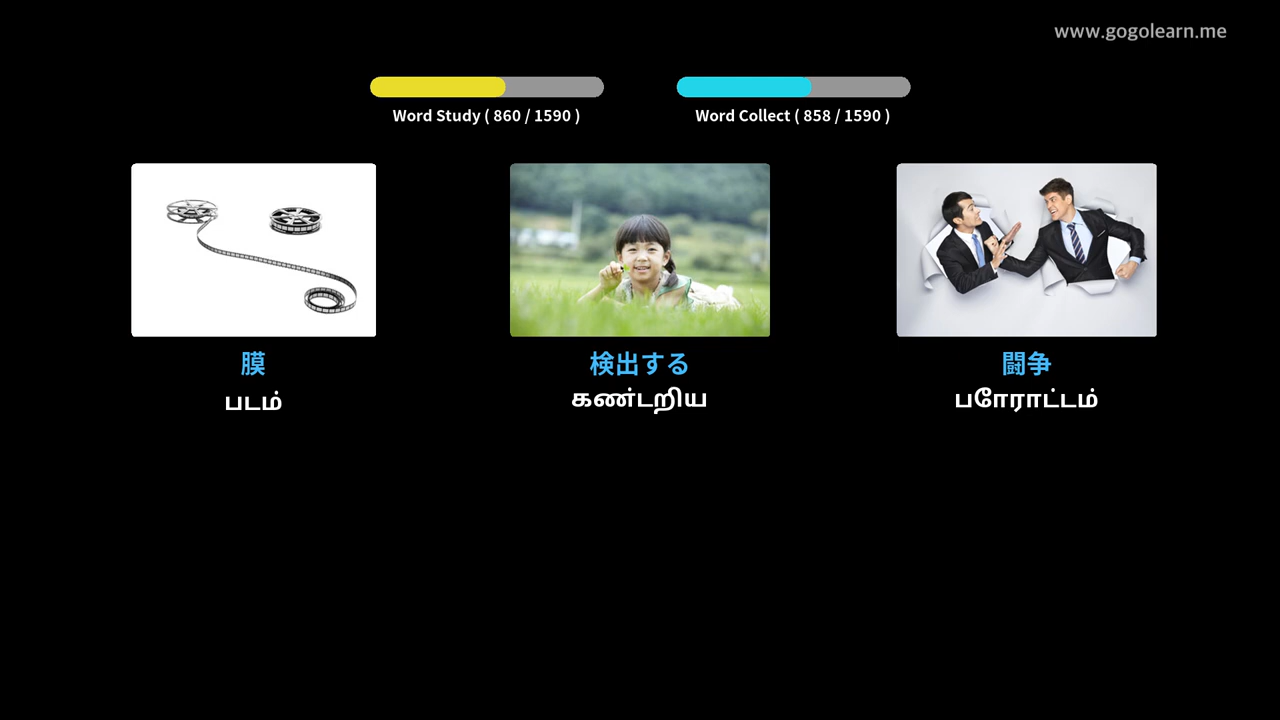 www.gogolearn.me
Word Study ( 860 / 1590 )
Word Collect ( 858 / 1590 )
膜
படம்
検出する
கண்டறிய
闘争
பரோராட்டம்